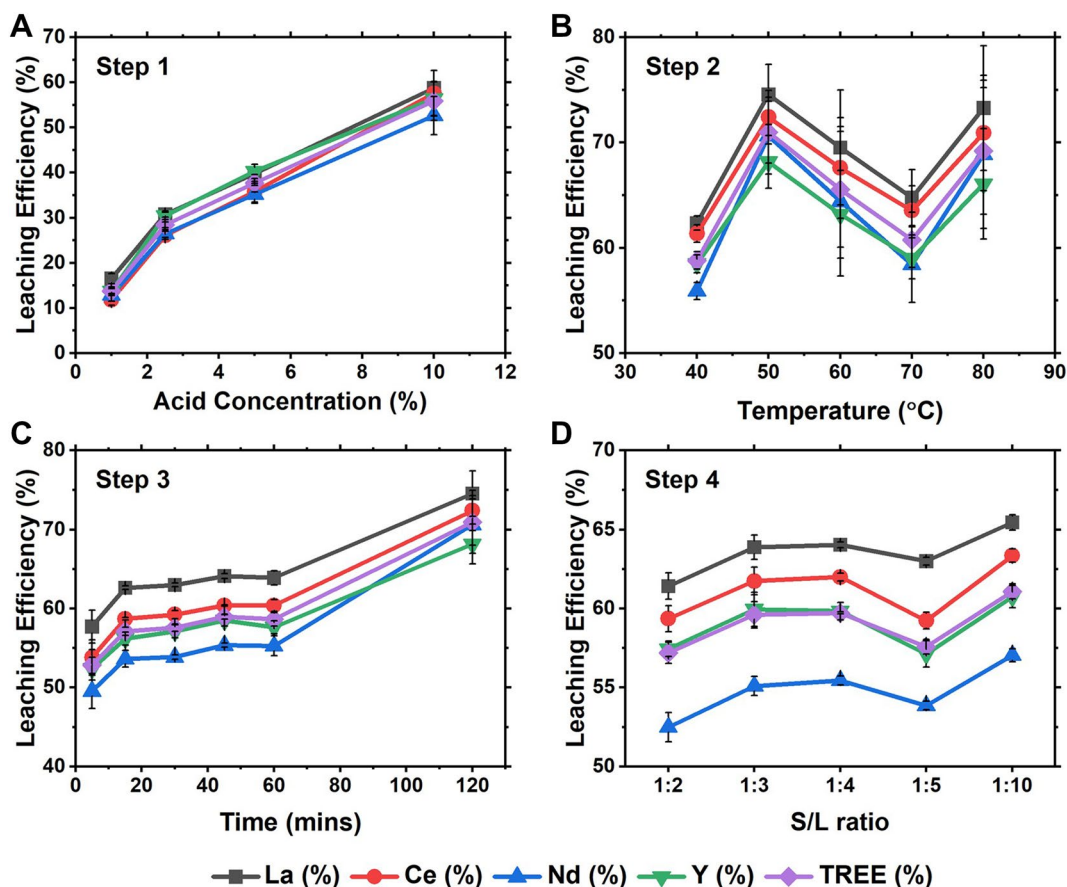 A
Step 1
Leaching Efficiency (%)
70
60
50
40
30
20
10
0
0 2 4 6 8 10 12
Acid Concentration (%)
B
Step 2
Leaching Efficiency (%)
80
70
60
50
30 40 50 60 70 80 90
Temperature (°C)
C
Step 3
Leaching Efficiency (%)
80
70
60
50
40
0 20 40 60 80 100 120
Time (mins)
D
Step 4
Leaching Efficiency (%)
70
65
60
55
50
1:2 1:3 1:4 1:5 1:10
S/L ratio
La (%) Ce (%) Nd (%) Y (%) TREE (%)